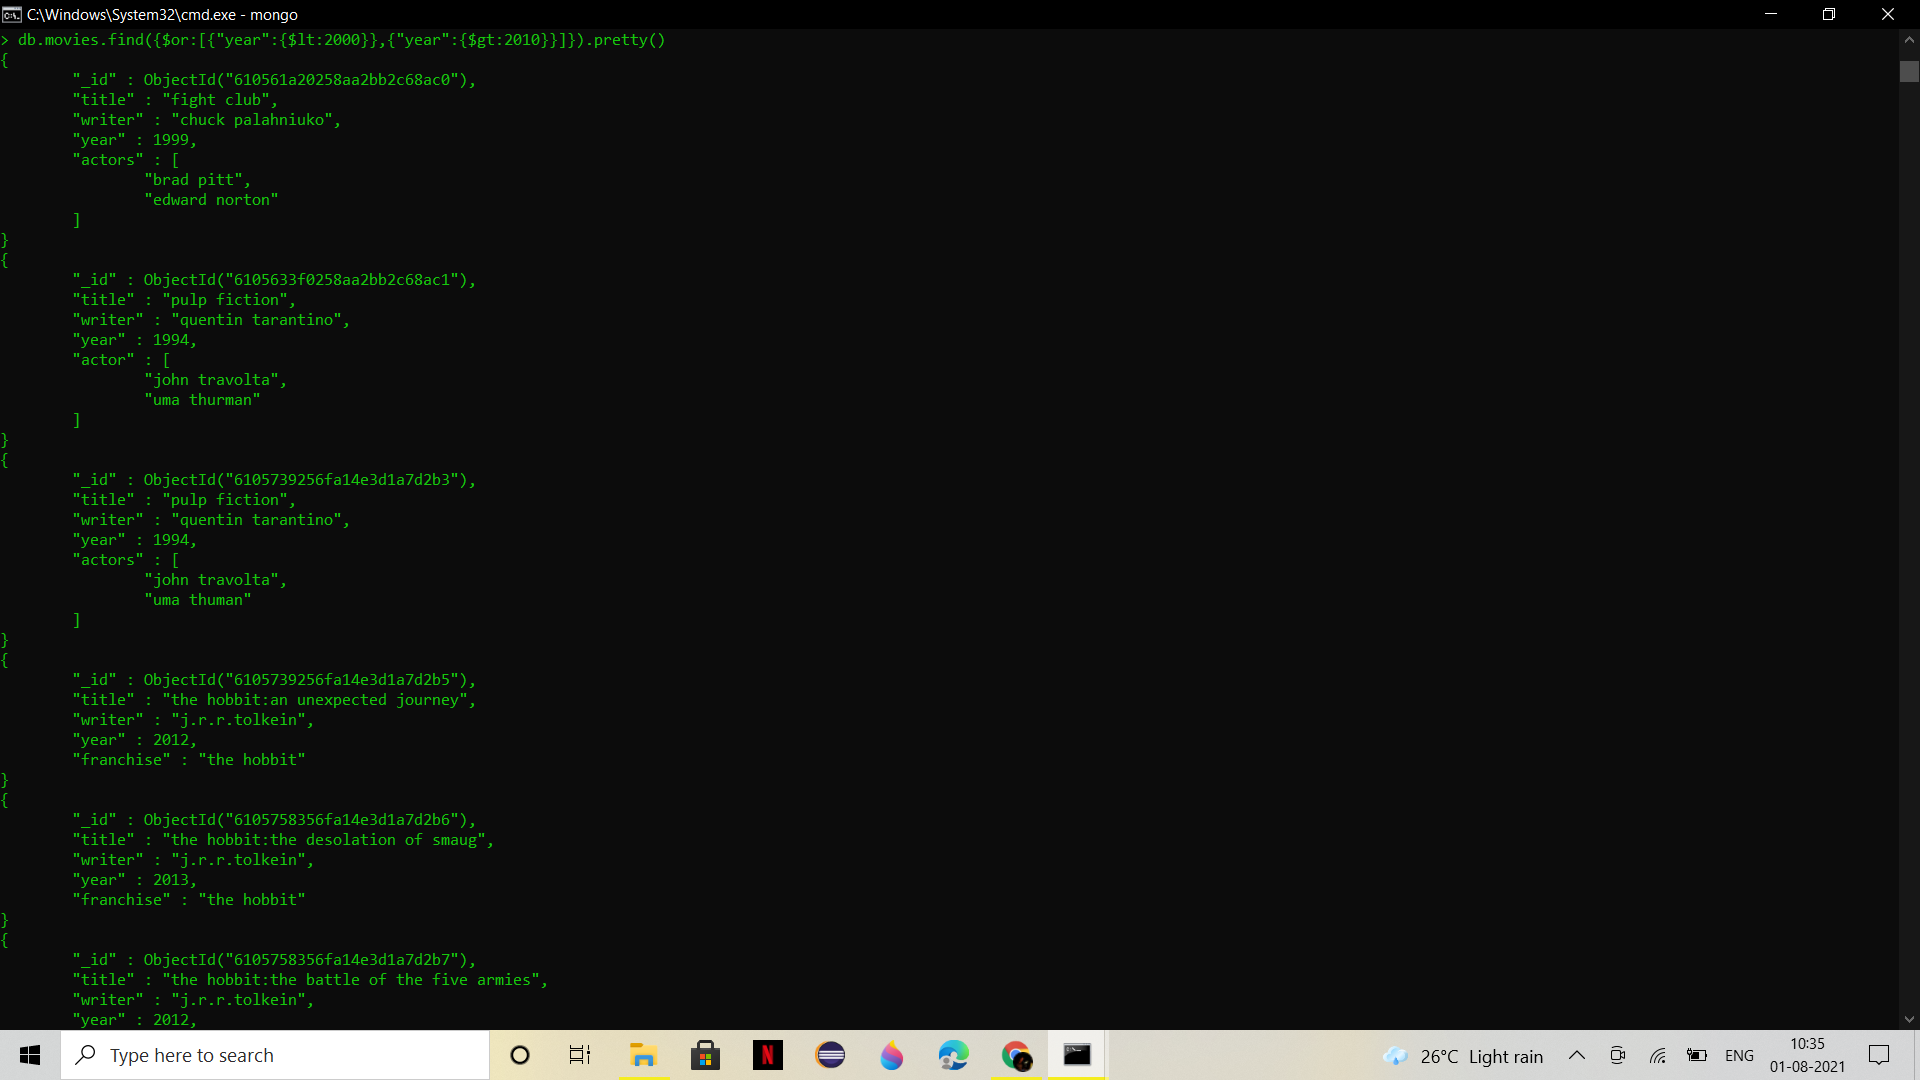 C:\Windows\System32\cmd.exe - mongo
> db.movies.find({$or:[{"year":{$lt:2000}},{"year":{$gt:2010}}]}).pretty()
{
"_id" : ObjectId("610561a20258aa2bb2c68ac0"),
"title" : "fight club",
"writer" : "chuck palahniuko",
"year" : 1999,
"actors" : [
"brad pitt",
"edward norton"
]
}
{
"_id" : ObjectId("6105633f0258aa2bb2c68ac1"),
"title" : "pulp fiction",
"writer" : "quentin tarantino",
"year" : 1994,
"actor" : [
"john travolta",
"uma thurman"
]
}
{
"_id" : ObjectId("6105739256fa14e3d1a7d2b3"),
"title" : "pulp fiction",
"writer" : "quentin tarantino",
"year" : 1994,
"actors" : [
"john travolta",
"uma thuman"
]
}
{
"_id" : ObjectId("6105739256fa14e3d1a7d2b5"),
"title" : "the hobbit:an unexpected journey",
"writer" : "j.r.r.tolkein",
"year" : 2012,
"franchise" : "the hobbit"
}
{
"_id" : ObjectId("6105758356fa14e3d1a7d2b6"),
"title" : "the hobbit:the desolation of smaug",
"writer" : "j.r.r.tolkein",
"year" : 2013,
"franchise" : "the hobbit"
}
{
"_id" : ObjectId("6105758356fa14e3d1a7d2b7"),
"title" : "the hobbit:the battle of the five armies",
"writer" : "j.r.r.tolkein",
"year" : 2012,
Type here to search
N
26°C Light rain
ENG
10:35
01-08-2021